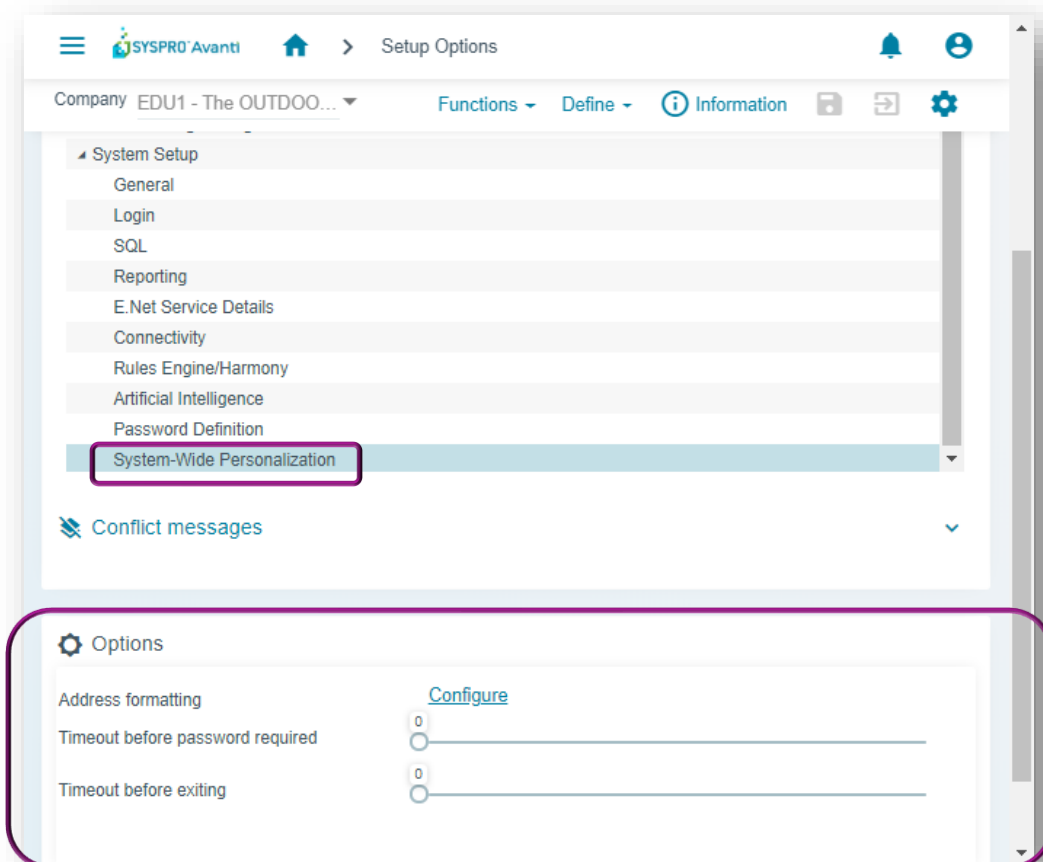 SYSPRO Avanti > Setup Options
Company EDU1 - The OUTDOO... Functions Define Information
System Setup
General
Login
SQL
Reporting
E.Net Service Details
Connectivity
Rules Engine/Harmony
Artificial Intelligence
Password Definition
System-Wide Personalization
Conflict messages
Options
Address formatting Configure
0
Timeout before password required
0
Timeout before exiting